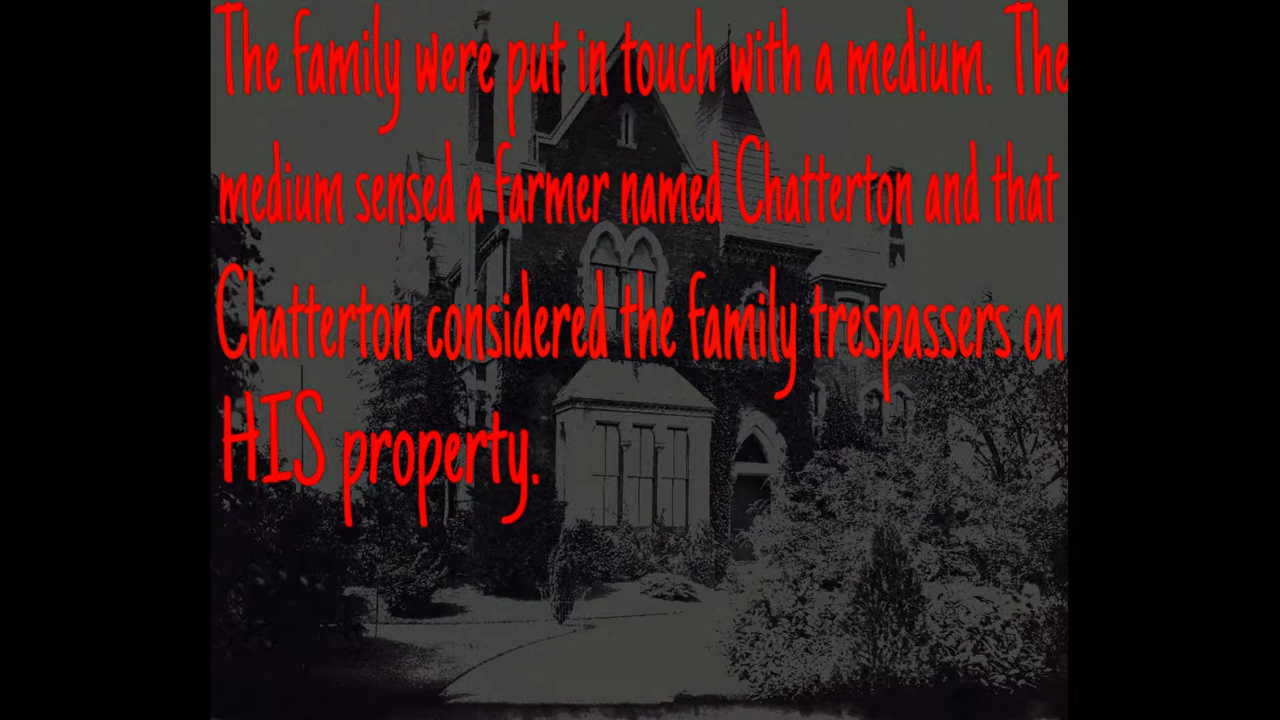 The family were put in touch with a medium. The
medium sensed a farmer named Chatterton and that
Chatterton considered the family trespassers on
HIS property.